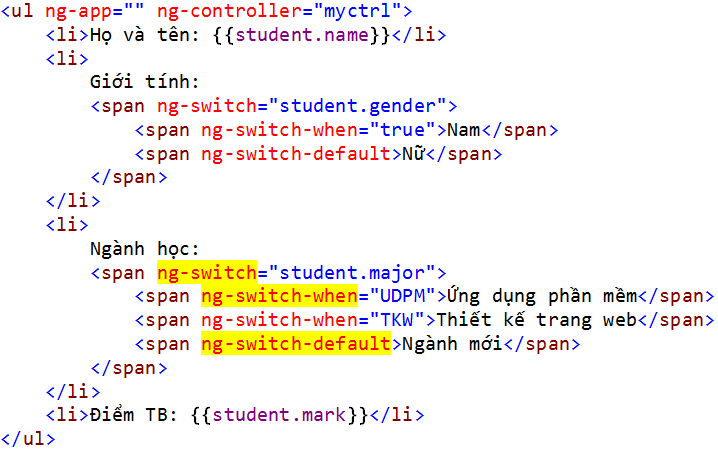 <ul ng-app="" ng-controller="myctrl">
    <li>Họ và tên: {{student.name}}</li>
    <li>
        Giới tính:
        <span ng-switch="student.gender">
            <span ng-switch-when="true">Nam</span>
            <span ng-switch-default>Nữ</span>
        </span>
    </li>
    <li>
        Ngành học:
        <span ng-switch="student.major">
            <span ng-switch-when="UDPM">Ứng dụng phần mềm</span>
            <span ng-switch-when="TKW">Thiết kế trang web</span>
            <span ng-switch-default>Ngành mới</span>
        </span>
    </li>
    <li>Điểm TB: {{student.mark}}</li>
</ul>